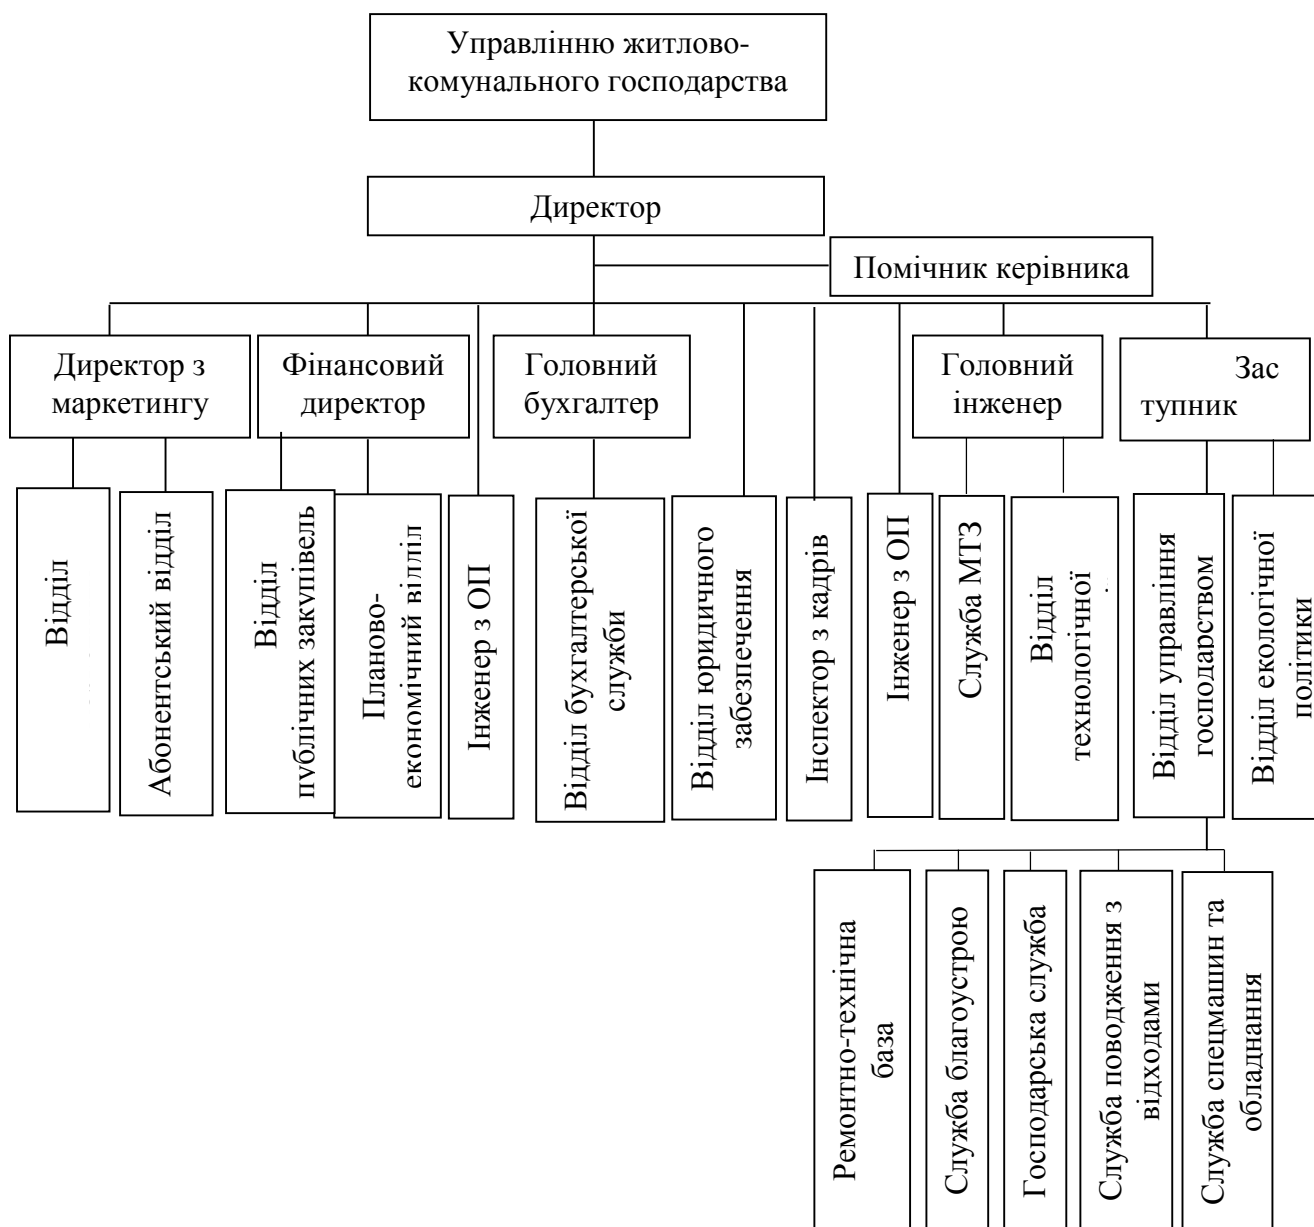 Управлінню житлово-
комунального господарства
Директор
Помічник керівника
Директор з
маркетингу
Фінансовий
директор
Головний
бухгалтер
Головний
інженер
Зас
тупник
Відділ
Абонентський відділ
Відділ
публічних закупівель
Планово-
економічний відділ
Інженер з ОП
Відділ бухгалтерської
служби
Відділ юридичного
забезпечення
Інспектор з кадрів
Інженер з ОП
Служба МТЗ
Відділ
технологічної
Відділ управління
господарством
Відділ екологічної
політики
Ремонтно-технічна
база
Служба благоустрою
Господарська служба
Служба поводження з
відходами
Служба спецмашин та
обладнання